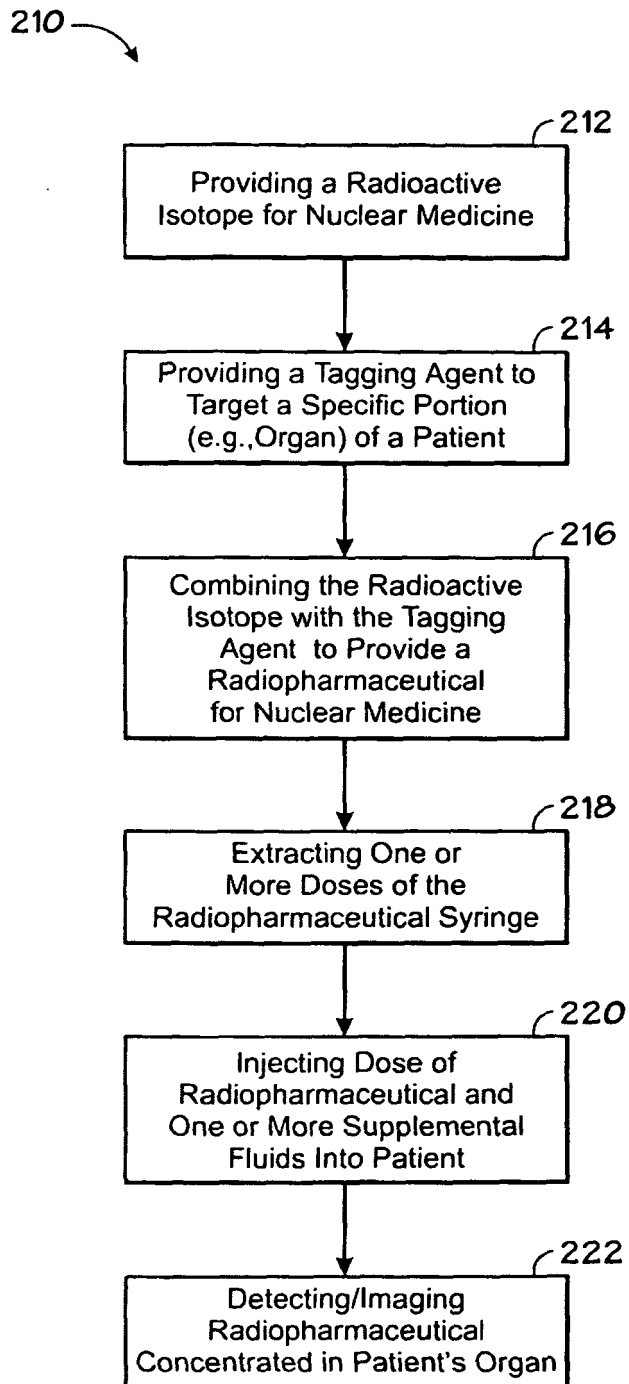 210
212
Providing a Radioactive
Isotope for Nuclear Medicine
214
Providing a Tagging Agent to
Target a Specific Portion
(e.g.,Organ) of a Patient
216
Combining the Radioactive
Isotope with the Tagging
Agent to Provide a
Radiopharmaceutical
for Nuclear Medicine
218
Extracting One or
More Doses of the
Radiopharmaceutical Syringe
220
Injecting Dose of
Radiopharmaceutical and
One or More Supplemental
Fluids Into Patient
222
Detecting/Imaging
Radiopharmaceutical
Concentrated in Patient's Organ